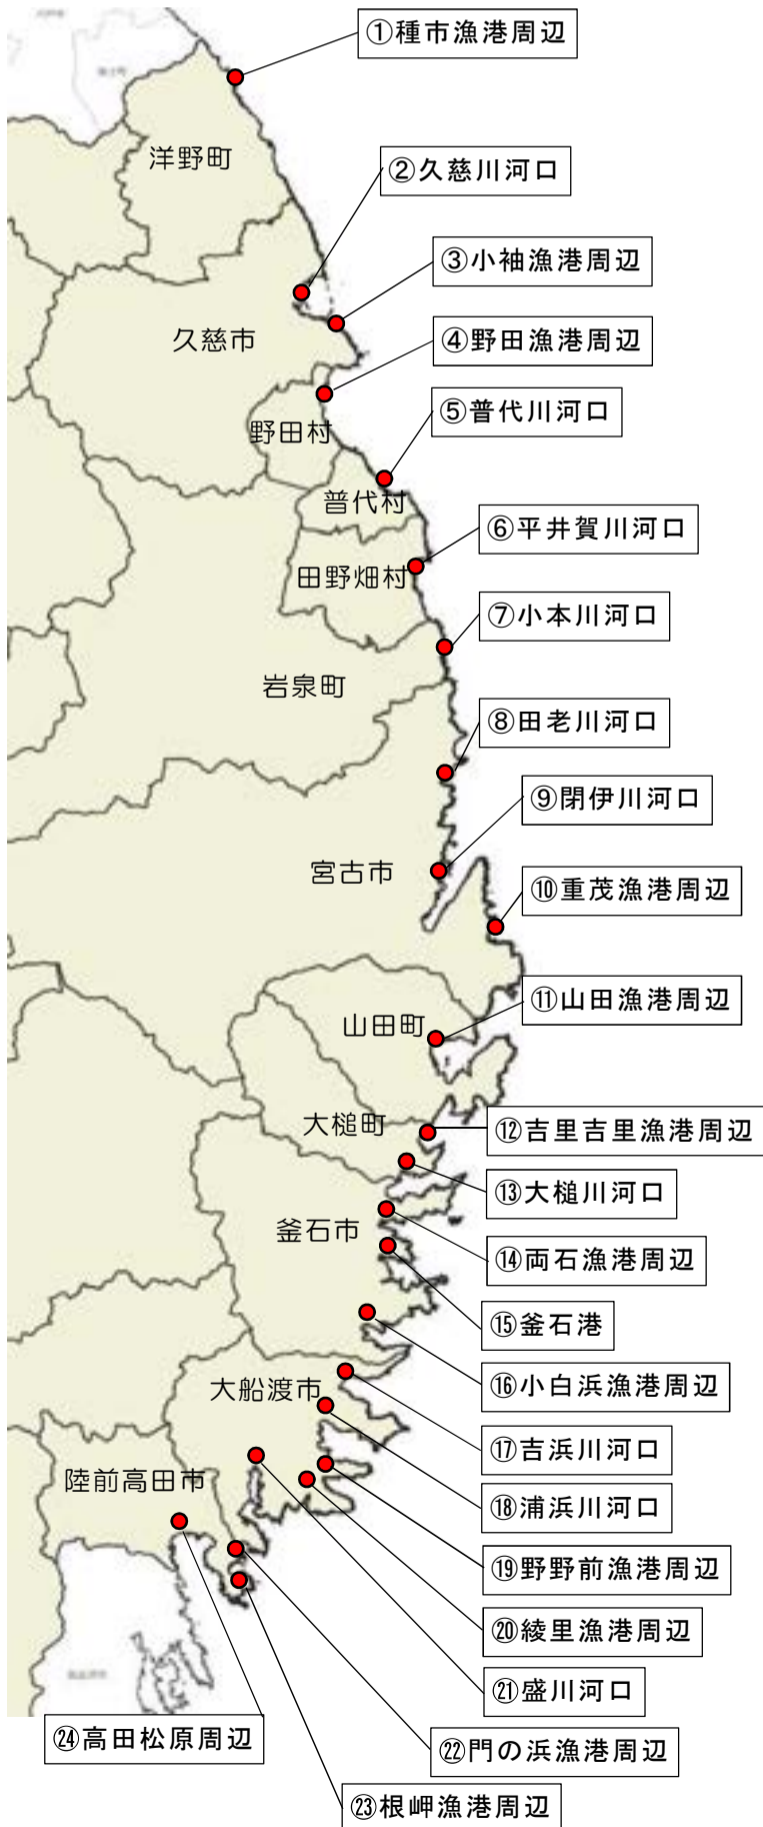 ①種市漁港周辺
洋野町
②久慈川河口
③小袖漁港周辺
久慈市
④野田漁港周辺
⑤普代川河口
野田村
普代村
⑥平井賀川河口
田野畑村
⑦小本川河口
岩泉町
⑧田老川河口
⑨閉伊川河口
宮古市
⑩重茂漁港周辺
⑪山田漁港周辺
山田町
大槌町
⑫吉里吉里漁港周辺
⑬大槌川河口
釜石市
⑭両石漁港周辺
⑮釜石港
⑯小白浜漁港周辺
大船渡市
⑰吉浜川河口
陸前高田市
⑱浦浜川河口
⑲野野前漁港周辺
⑳綾里漁港周辺
㉑盛川河口
㉔高田松原周辺
㉒門の浜漁港周辺
㉓根岬漁港周辺